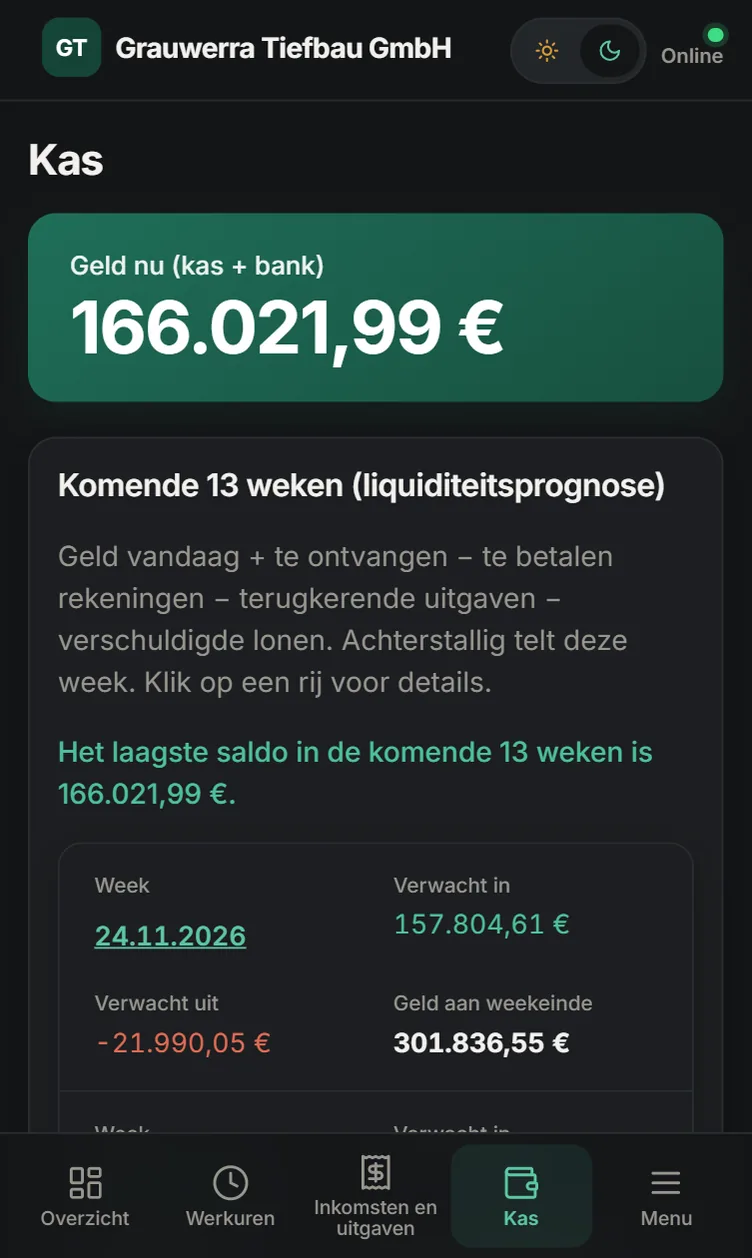 GT Grauwerra Tiefbau GmbH
Online
Kas
Geld nu (kas + bank)
166.021,99 €
Komende 13 weken (liquiditeitsprognose)
Geld vandaag + te ontvangen − te betalen
rekeningen − terugkerende uitgaven −
verschuldigde lonen. Achterstallig telt deze
week. Klik op een rij voor details.
Het laagste saldo in de komende 13 weken is
166.021,99 €.
Week
24.11.2026
Verwacht in
157.804,61 €
Verwacht uit
-21.990,05 €
Geld aan weekeinde
301.836,55 €
Week
Verwacht in
Overzicht
Werkuren
Inkomsten en
uitgaven
Kas
Menu